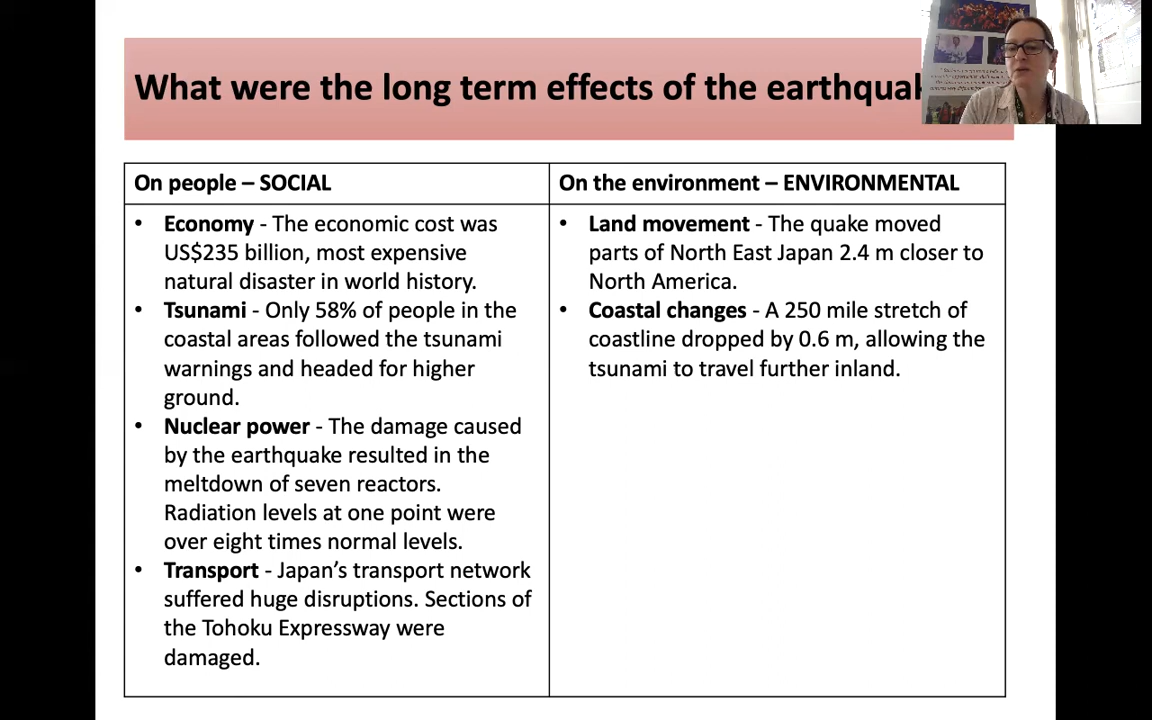 What were the long term effects of the earthquak
On people – SOCIAL
On the environment – ENVIRONMENTAL
• Economy - The economic cost was
US$235 billion, most expensive
natural disaster in world history.
• Tsunami - Only 58% of people in the
coastal areas followed the tsunami
warnings and headed for higher
ground.
• Nuclear power - The damage caused
by the earthquake resulted in the
meltdown of seven reactors.
Radiation levels at one point were
over eight times normal levels.
• Transport - Japan’s transport network
suffered huge disruptions. Sections of
the Tohoku Expressway were
damaged.
• Land movement - The quake moved
parts of North East Japan 2.4 m closer to
North America.
• Coastal changes - A 250 mile stretch of
coastline dropped by 0.6 m, allowing the
tsunami to travel further inland.